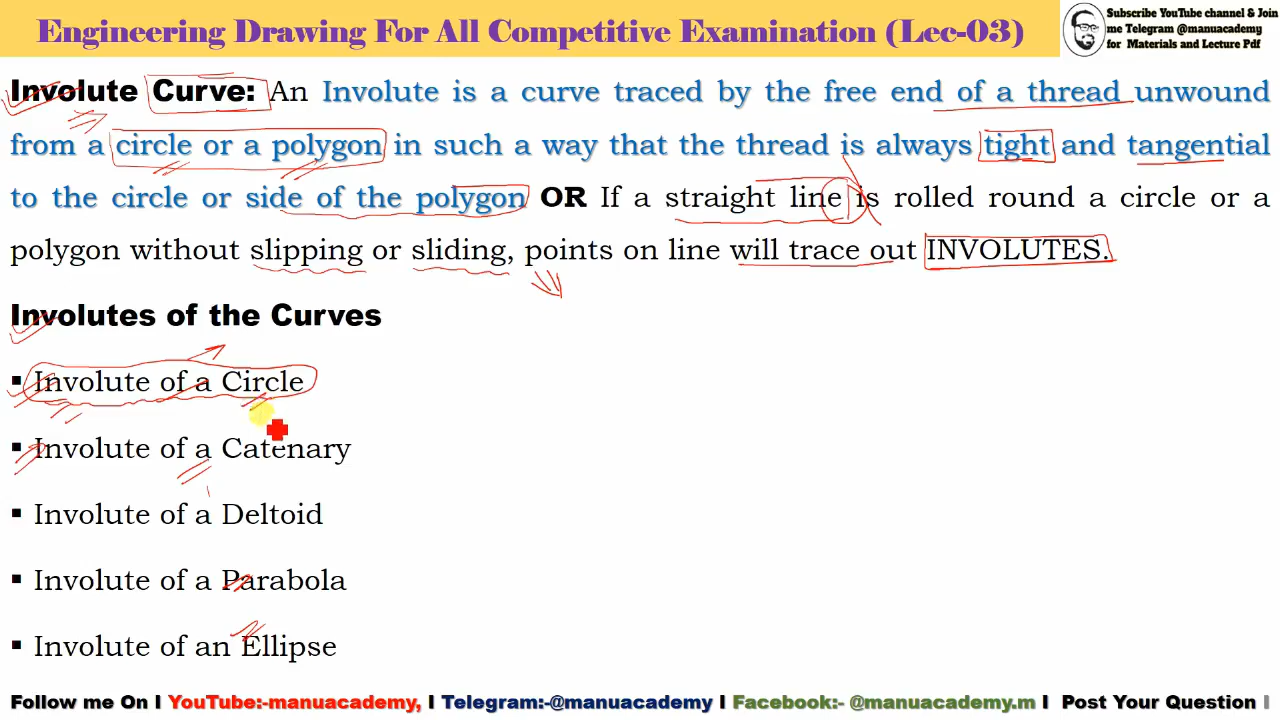 Engineering Drawing For All Competitive Examination (Lec-03)
Subscribe YouTube channel & Join
me Telegram @manuacademy
for Materials and Lecture Pdf
Involute Curve: An Involute is a curve traced by the free end of a thread unwound
from a circle or a polygon in such a way that the thread is always tight and tangential
to the circle or side of the polygon OR If a straight line is rolled round a circle or a
polygon without slipping or sliding, points on line will trace out INVOLUTES.
Involutes of the Curves
▪ Involute of a Circle
▪ Involute of a Catenary
▪ Involute of a Deltoid
▪ Involute of a Parabola
▪ Involute of an Ellipse
Follow me On I YouTube:-manuacademy, I Telegram:-@manuacademy I Facebook:- @manuacademy.m I Post Your Question I